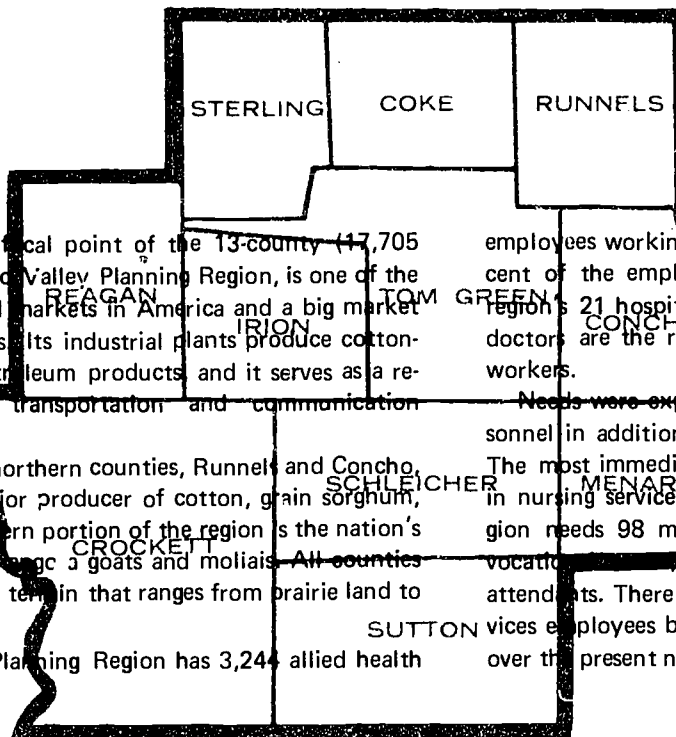 STERLING COKE RUNNELS
REAGAN
IRION
TOM GREEN
CONCH
SCHLEICHER
MENAR
CROCKETT
SUTTON
focal point of the 13-county (17,705
Valley Planning Region, is one of the
markets in America and a big market
Its industrial plants produce cotton-
leum products, and it serves as a re-
transportation and communication
northern counties, Runnels and Concho,
or producer of cotton, grain sorghum,
ern portion of the region is the nation's
goats and All counties
terrain that ranges from prairie land to
Planning Region has 3,244 allied health
employees workin
cent of the empl
region's 21 hospi
doctors are the r
workers.
Needs were exp
sonnel in addition
The most immedi
in nursing service
gion needs 98 m
vocatio
attendants. There
vices employees b
over the present n